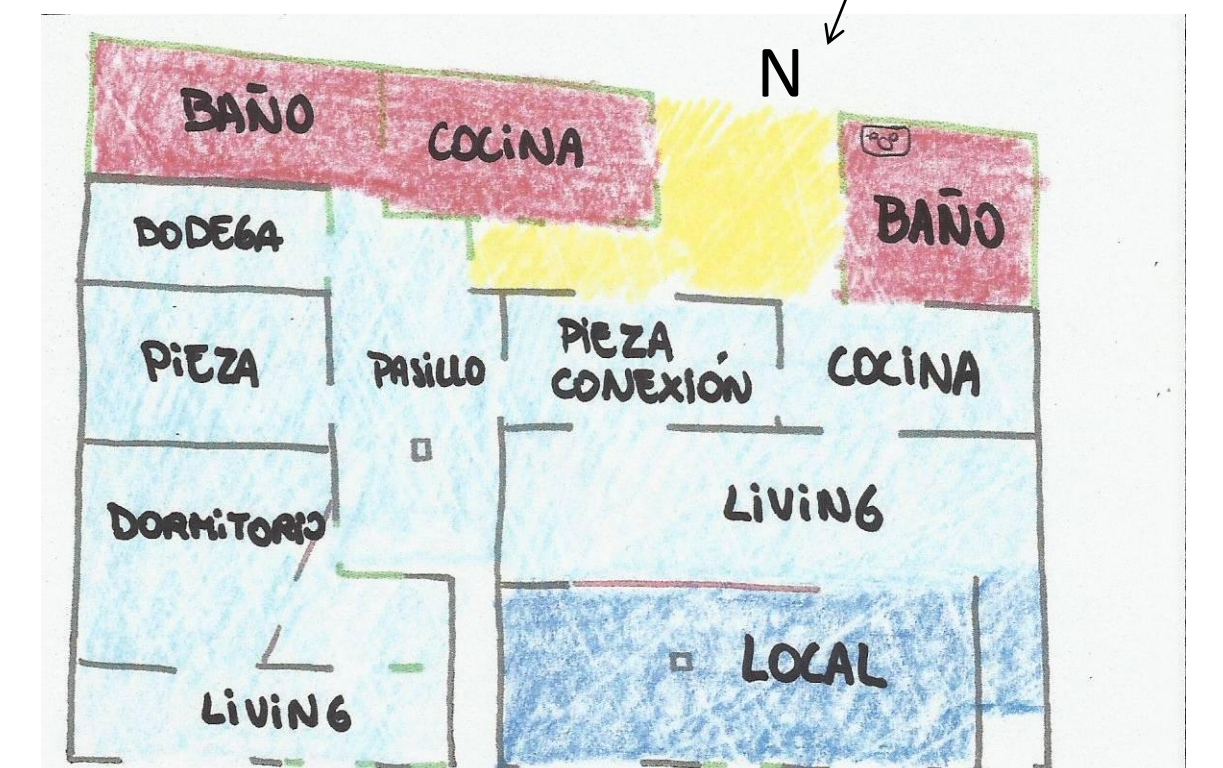 N
BAÑO
COCINA
BAÑO
DODEGA
PIEZA
PASILLO
PIEZA
CONEXIÓN
COCINA
DORMITORIO
LIVING
LIVING
LOCAL